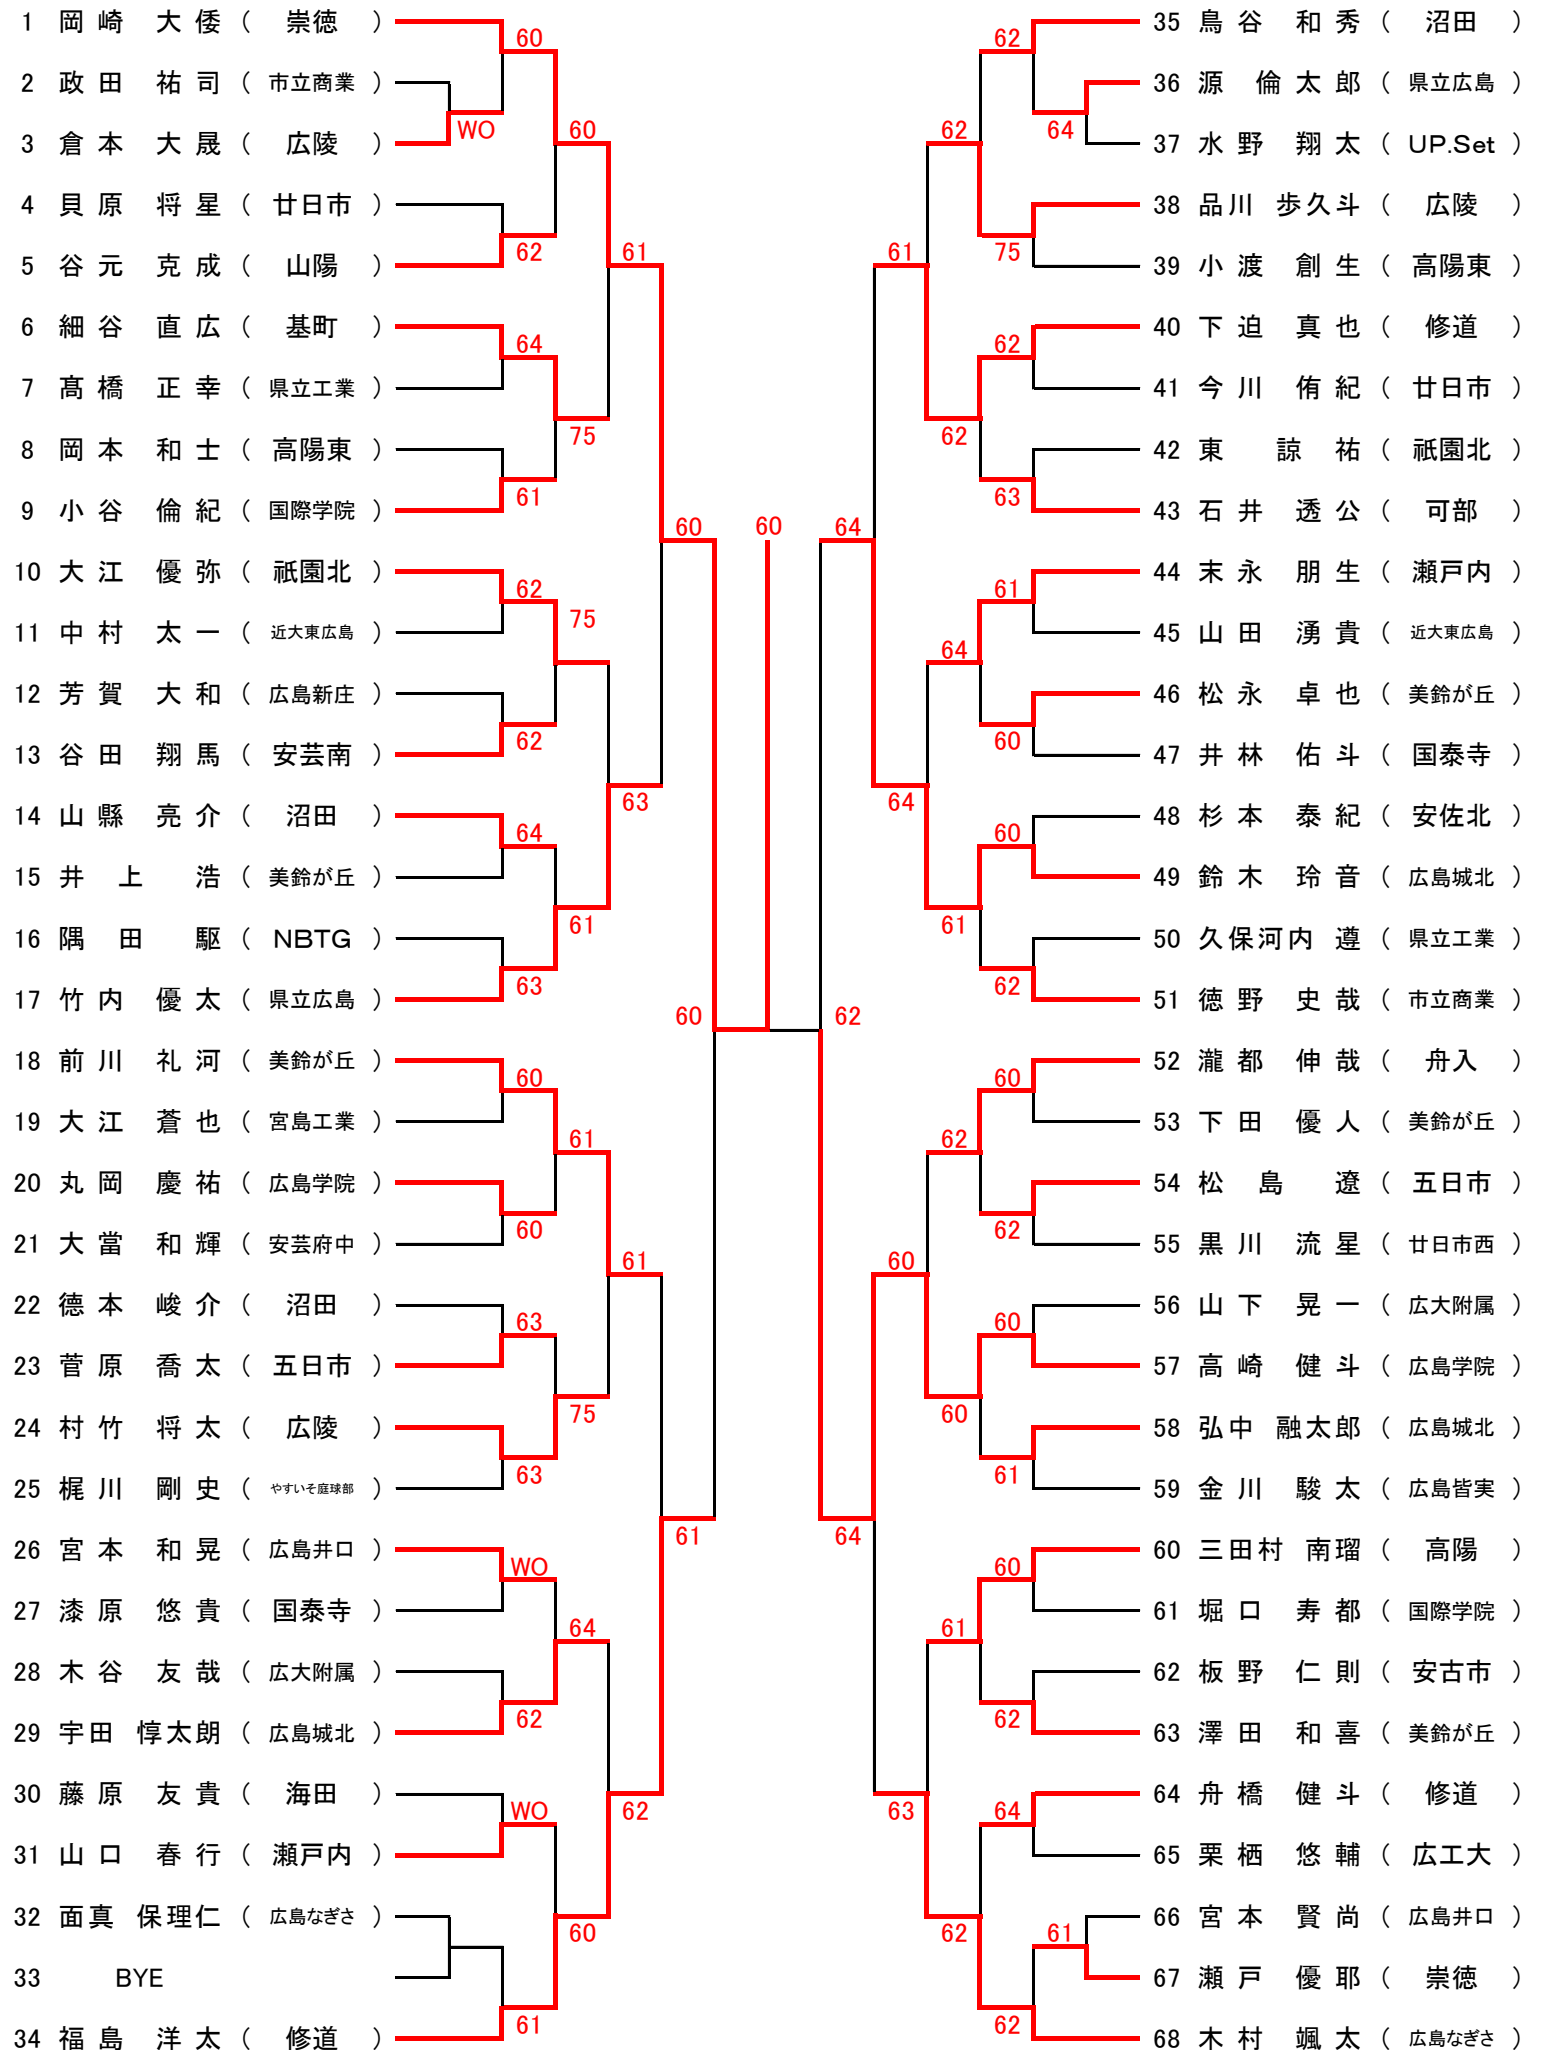 1 岡崎 大倭 ( 崇徳 )
60
2 政田 祐司 ( 市立商業 )
WO
3 倉本 大晟 ( 広陵 )
60
4 貝原 将星 ( 廿日市 )
62
5 谷元 克成 ( 山陽 )
61
6 細谷 直広 ( 基町 )
64
7 髙橋 正幸 ( 県立工業 )
75
8 岡本 和士 ( 高陽東 )
61
9 小谷 倫紀 ( 国際学院 )
60
60
10 大江 優弥 ( 祇園北 )
62
75
11 中村 太一 ( 近大東広島 )
12 芳賀 大和 ( 広島新庄 )
62
13 谷田 翔馬 ( 安芸南 )
63
14 山縣 亮介 ( 沼田 )
64
15 井上 浩 ( 美鈴が丘 )
61
16 隅田 駆 ( NBTG )
63
17 竹内 優太 ( 県立広島 )
60
18 前川 礼河 ( 美鈴が丘 )
60
19 大江 蒼也 ( 宮島工業 )
61
20 丸岡 慶祐 ( 広島学院 )
60
21 大當 和輝 ( 安芸府中 )
61
22 德本 峻介 ( 沼田 )
63
23 菅原 喬太 ( 五日市 )
75
24 村竹 将太 ( 広陵 )
63
25 梶川 剛史 ( やすいそ庭球部 )
61
26 宮本 和晃 ( 広島井口 )
WO
27 漆原 悠貴 ( 国泰寺 )
64
28 木谷 友哉 ( 広大附属 )
62
29 宇田 惇太朗 ( 広島城北 )
30 藤原 友貴 ( 海田 )
WO
62
31 山口 春行 ( 瀬戸内 )
32 面真 保理仁 ( 広島なぎさ )
60
33 BYE
61
34 福島 洋太 ( 修道 )
35 鳥谷 和秀 ( 沼田 )
62
36 源 倫太郎 ( 県立広島 )
64
62
37 水野 翔太 ( UP.Set )
38 品川 歩久斗 ( 広陵 )
75
61
39 小渡 創生 ( 高陽東 )
40 下迫 真也 ( 修道 )
62
41 今川 侑紀 ( 廿日市 )
62
42 東 諒祐 ( 祇園北 )
63
43 石井 透公 ( 可部 )
64
44 末永 朋生 ( 瀬戸内 )
61
45 山田 湧貴 ( 近大東広島 )
64
46 松永 卓也 ( 美鈴が丘 )
60
47 井林 佑斗 ( 国泰寺 )
64
48 杉本 泰紀 ( 安佐北 )
60
49 鈴木 玲音 ( 広島城北 )
61
50 久保河内 遵 ( 県立工業 )
62
51 徳野 史哉 ( 市立商業 )
62
52 瀧都 伸哉 ( 舟入 )
60
53 下田 優人 ( 美鈴が丘 )
62
54 松島 遼 ( 五日市 )
62
55 黒川 流星 ( 廿日市西 )
60
56 山下 晃一 ( 広大附属 )
60
57 高崎 健斗 ( 広島学院 )
60
58 弘中 融太郎 ( 広島城北 )
61
59 金川 駿太 ( 広島皆実 )
64
60 三田村 南瑠 ( 高陽 )
60
61 堀口 寿都 ( 国際学院 )
61
62 板野 仁則 ( 安古市 )
62
63 澤田 和喜 ( 美鈴が丘 )
64 舟橋 健斗 ( 修道 )
64
63
65 栗栖 悠輔 ( 広工大 )
66 宮本 賢尚 ( 広島井口 )
61
62
67 瀬戸 優耶 ( 崇徳 )
62
68 木村 颯太 ( 広島なぎさ )